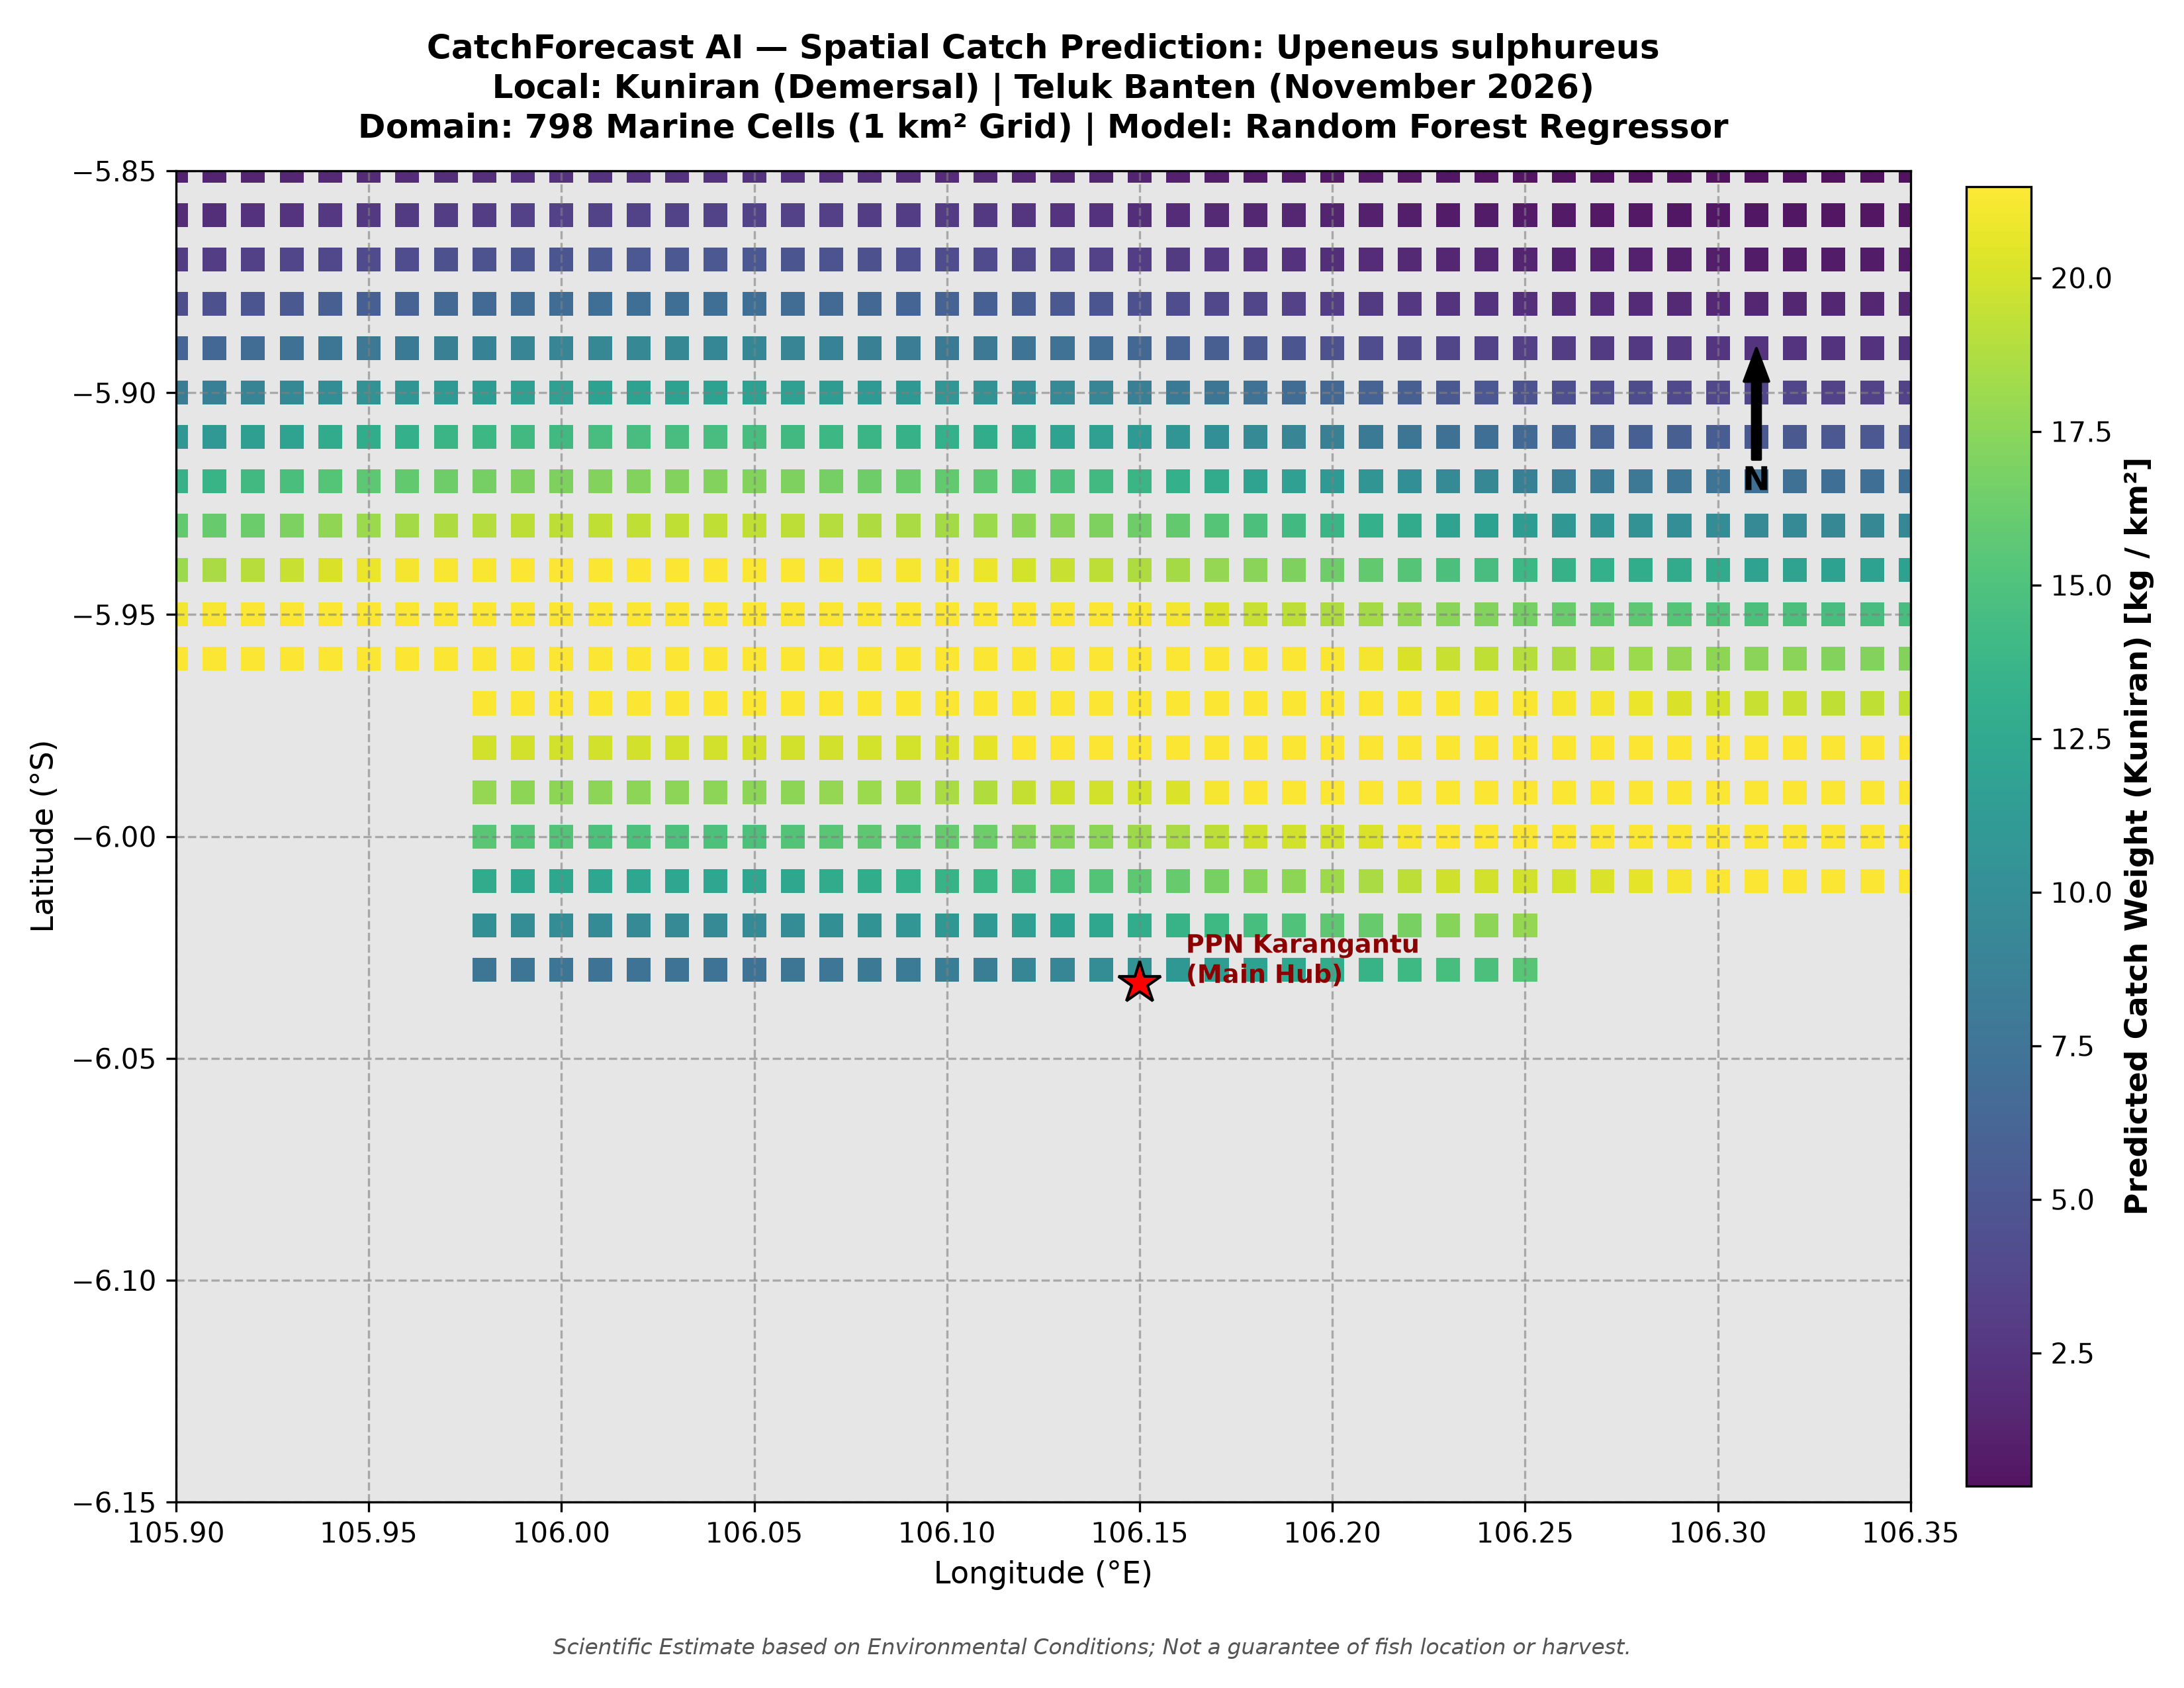 CatchForecast AI — Spatial Catch Prediction: Upeneus sulphureus
Local: Kuniran (Demersal) | Teluk Banten (November 2026)
Domain: 798 Marine Cells (1 km² Grid) | Model: Random Forest Regressor
−5.85
−5.90
−5.95
−6.00
−6.05
−6.10
−6.15
Latitude (°S)
N
PPN Karangantu
(Main Hub)
105.90 105.95 106.00 106.05 106.10 106.15 106.20 106.25 106.30 106.35
Longitude (°E)
20.0
17.5
15.0
12.5
10.0
7.5
5.0
2.5
Predicted Catch Weight (Kuniran) [kg / km²]
Scientific Estimate based on Environmental Conditions; Not a guarantee of fish location or harvest.